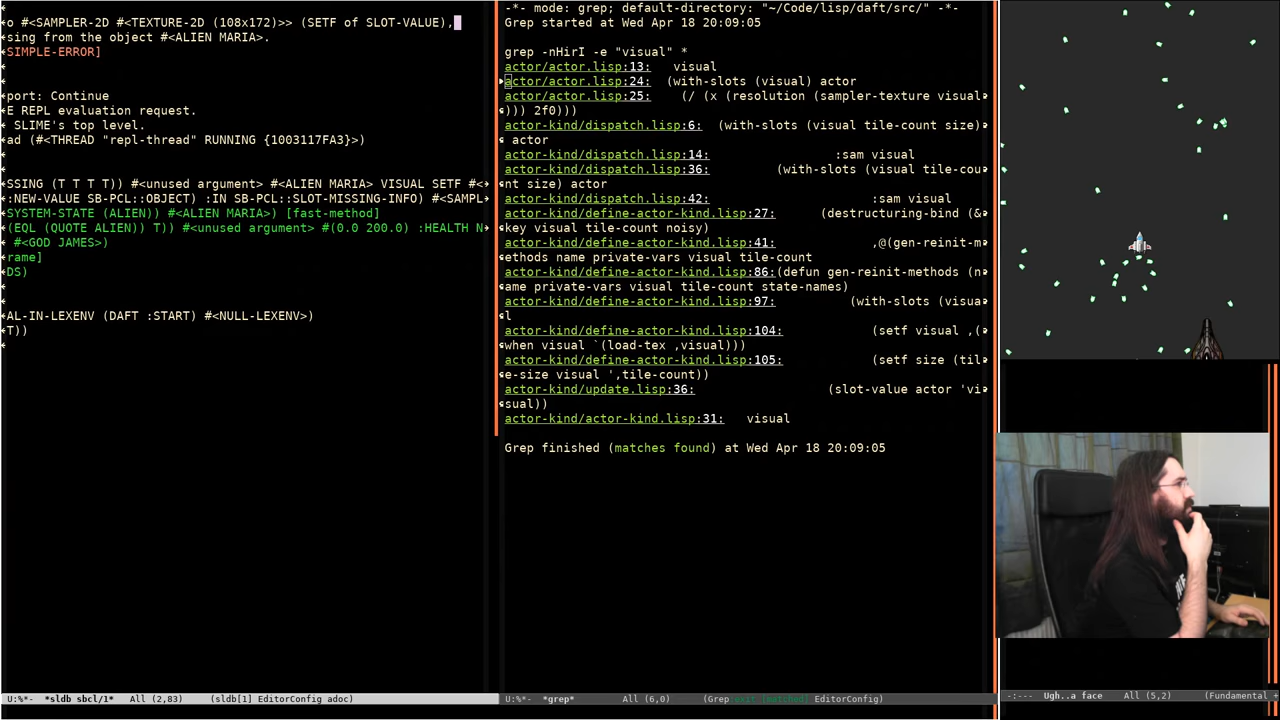 o #<SAMPLER-2D #<TEXTURE-2D (108x172)>> (SETF of SLOT-VALUE),
sing from the object #<ALIEN MARIA>.
SIMPLE-ERROR]
port: Continue
E REPL evaluation request.
SLIME's top level.
ad (#<THREAD "repl-thread" RUNNING {1003117FA3}>)
SSING (T T T T)) #<unused argument> #<ALIEN MARIA> VISUAL SETF #<
:NEW-VALUE SB-PCL::OBJECT) :IN SB-PCL::SLOT-MISSING-INFO) #<SAMPL
SYSTEM-STATE (ALIEN)) #<ALIEN MARIA>) [fast-method]
(EQL (QUOTE ALIEN)) T)) #<unused argument> #(0.0 200.0) :HEALTH N
#<GOD JAMES>)
rame]
DS)
AL-IN-LEXENV (DAFT :START) #<NULL-LEXENV>)
T))
U:%*-  *sldb sbcl/1*   All (2,83)     (sldb[1] EditorConfig adoc)
-*- mode: grep; default-directory: "~/Code/lisp/daft/src/" -*-
Grep started at Wed Apr 18 20:09:05
grep -nHirI -e "visual" *
actor/actor.lisp:13:   visual
actor/actor.lisp:24:  (with-slots (visual) actor
actor/actor.lisp:25:    (/ (x (resolution (sampler-texture visual
))) 2f0)))
actor-kind/dispatch.lisp:6:  (with-slots (visual tile-count size)
actor
actor-kind/dispatch.lisp:14:                 :sam visual
actor-kind/dispatch.lisp:36:         (with-slots (visual tile-cou
nt size) actor
actor-kind/dispatch.lisp:42:                      :sam visual
actor-kind/define-actor-kind.lisp:27:      (destructuring-bind (&
key visual tile-count noisy)
actor-kind/define-actor-kind.lisp:41:             ,@(gen-reinit-m
ethods name private-vars visual tile-count
actor-kind/define-actor-kind.lisp:86:(defun gen-reinit-methods (n
ame private-vars visual tile-count state-names)
actor-kind/define-actor-kind.lisp:97:          (with-slots (visua
l
actor-kind/define-actor-kind.lisp:104:            (setf visual ,(
when visual `(load-tex ,visual)))
actor-kind/define-actor-kind.lisp:105:            (setf size (til
e-size visual ',tile-count))
actor-kind/update.lisp:36:                  (slot-value actor 'vi
sual))
actor-kind/actor-kind.lisp:31:   visual
Grep finished (matches found) at Wed Apr 18 20:09:05
U:%*-  *grep*       All (6,0)     (Grep exit [matched] EditorConfig)
-:---  Ugh..a face   All (5,2)     (Fundamental +